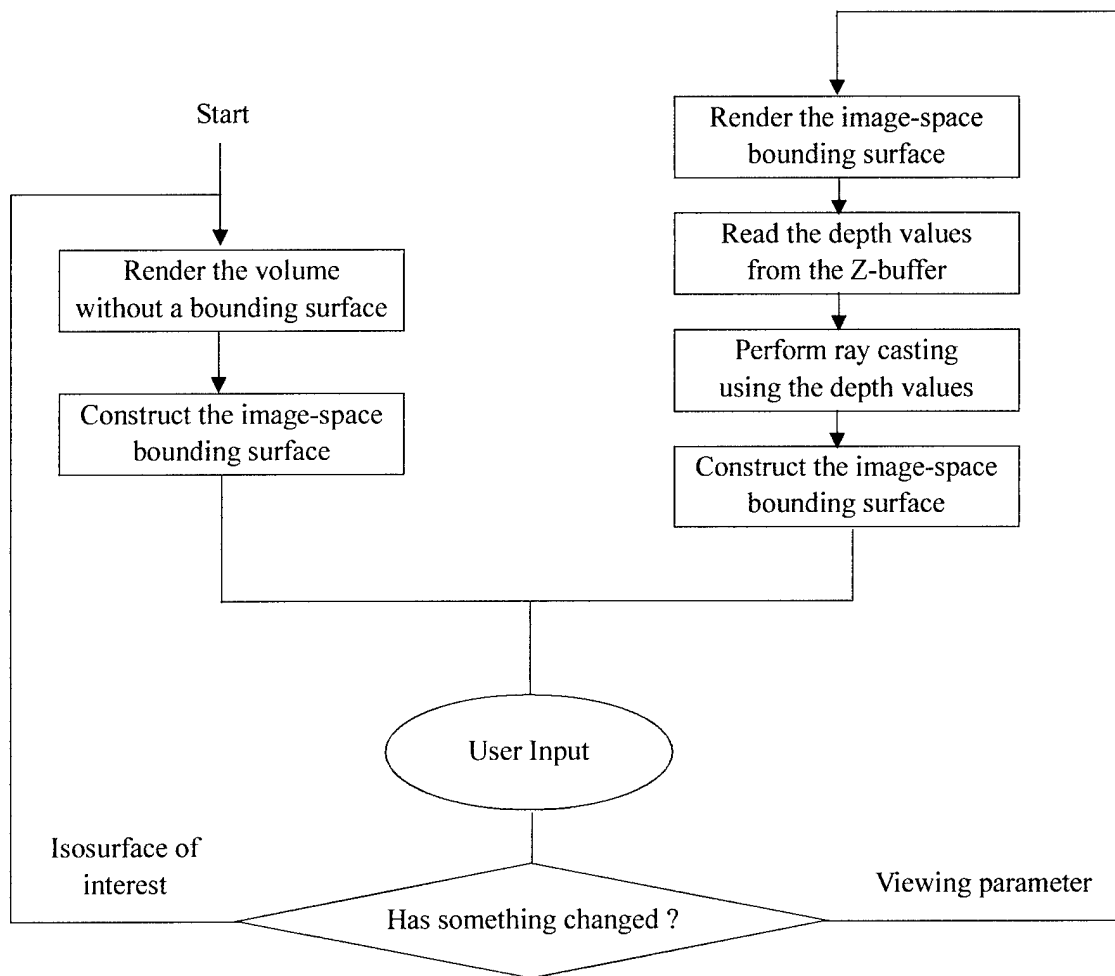 Start
Render the volume
without a bounding surface
Construct the image-space
bounding surface
Render the image-space
bounding surface
Read the depth values
from the Z-buffer
Perform ray casting
using the depth values
Construct the image-space
bounding surface
User Input
Has something changed ?
Isosurface of
interest
Viewing parameter